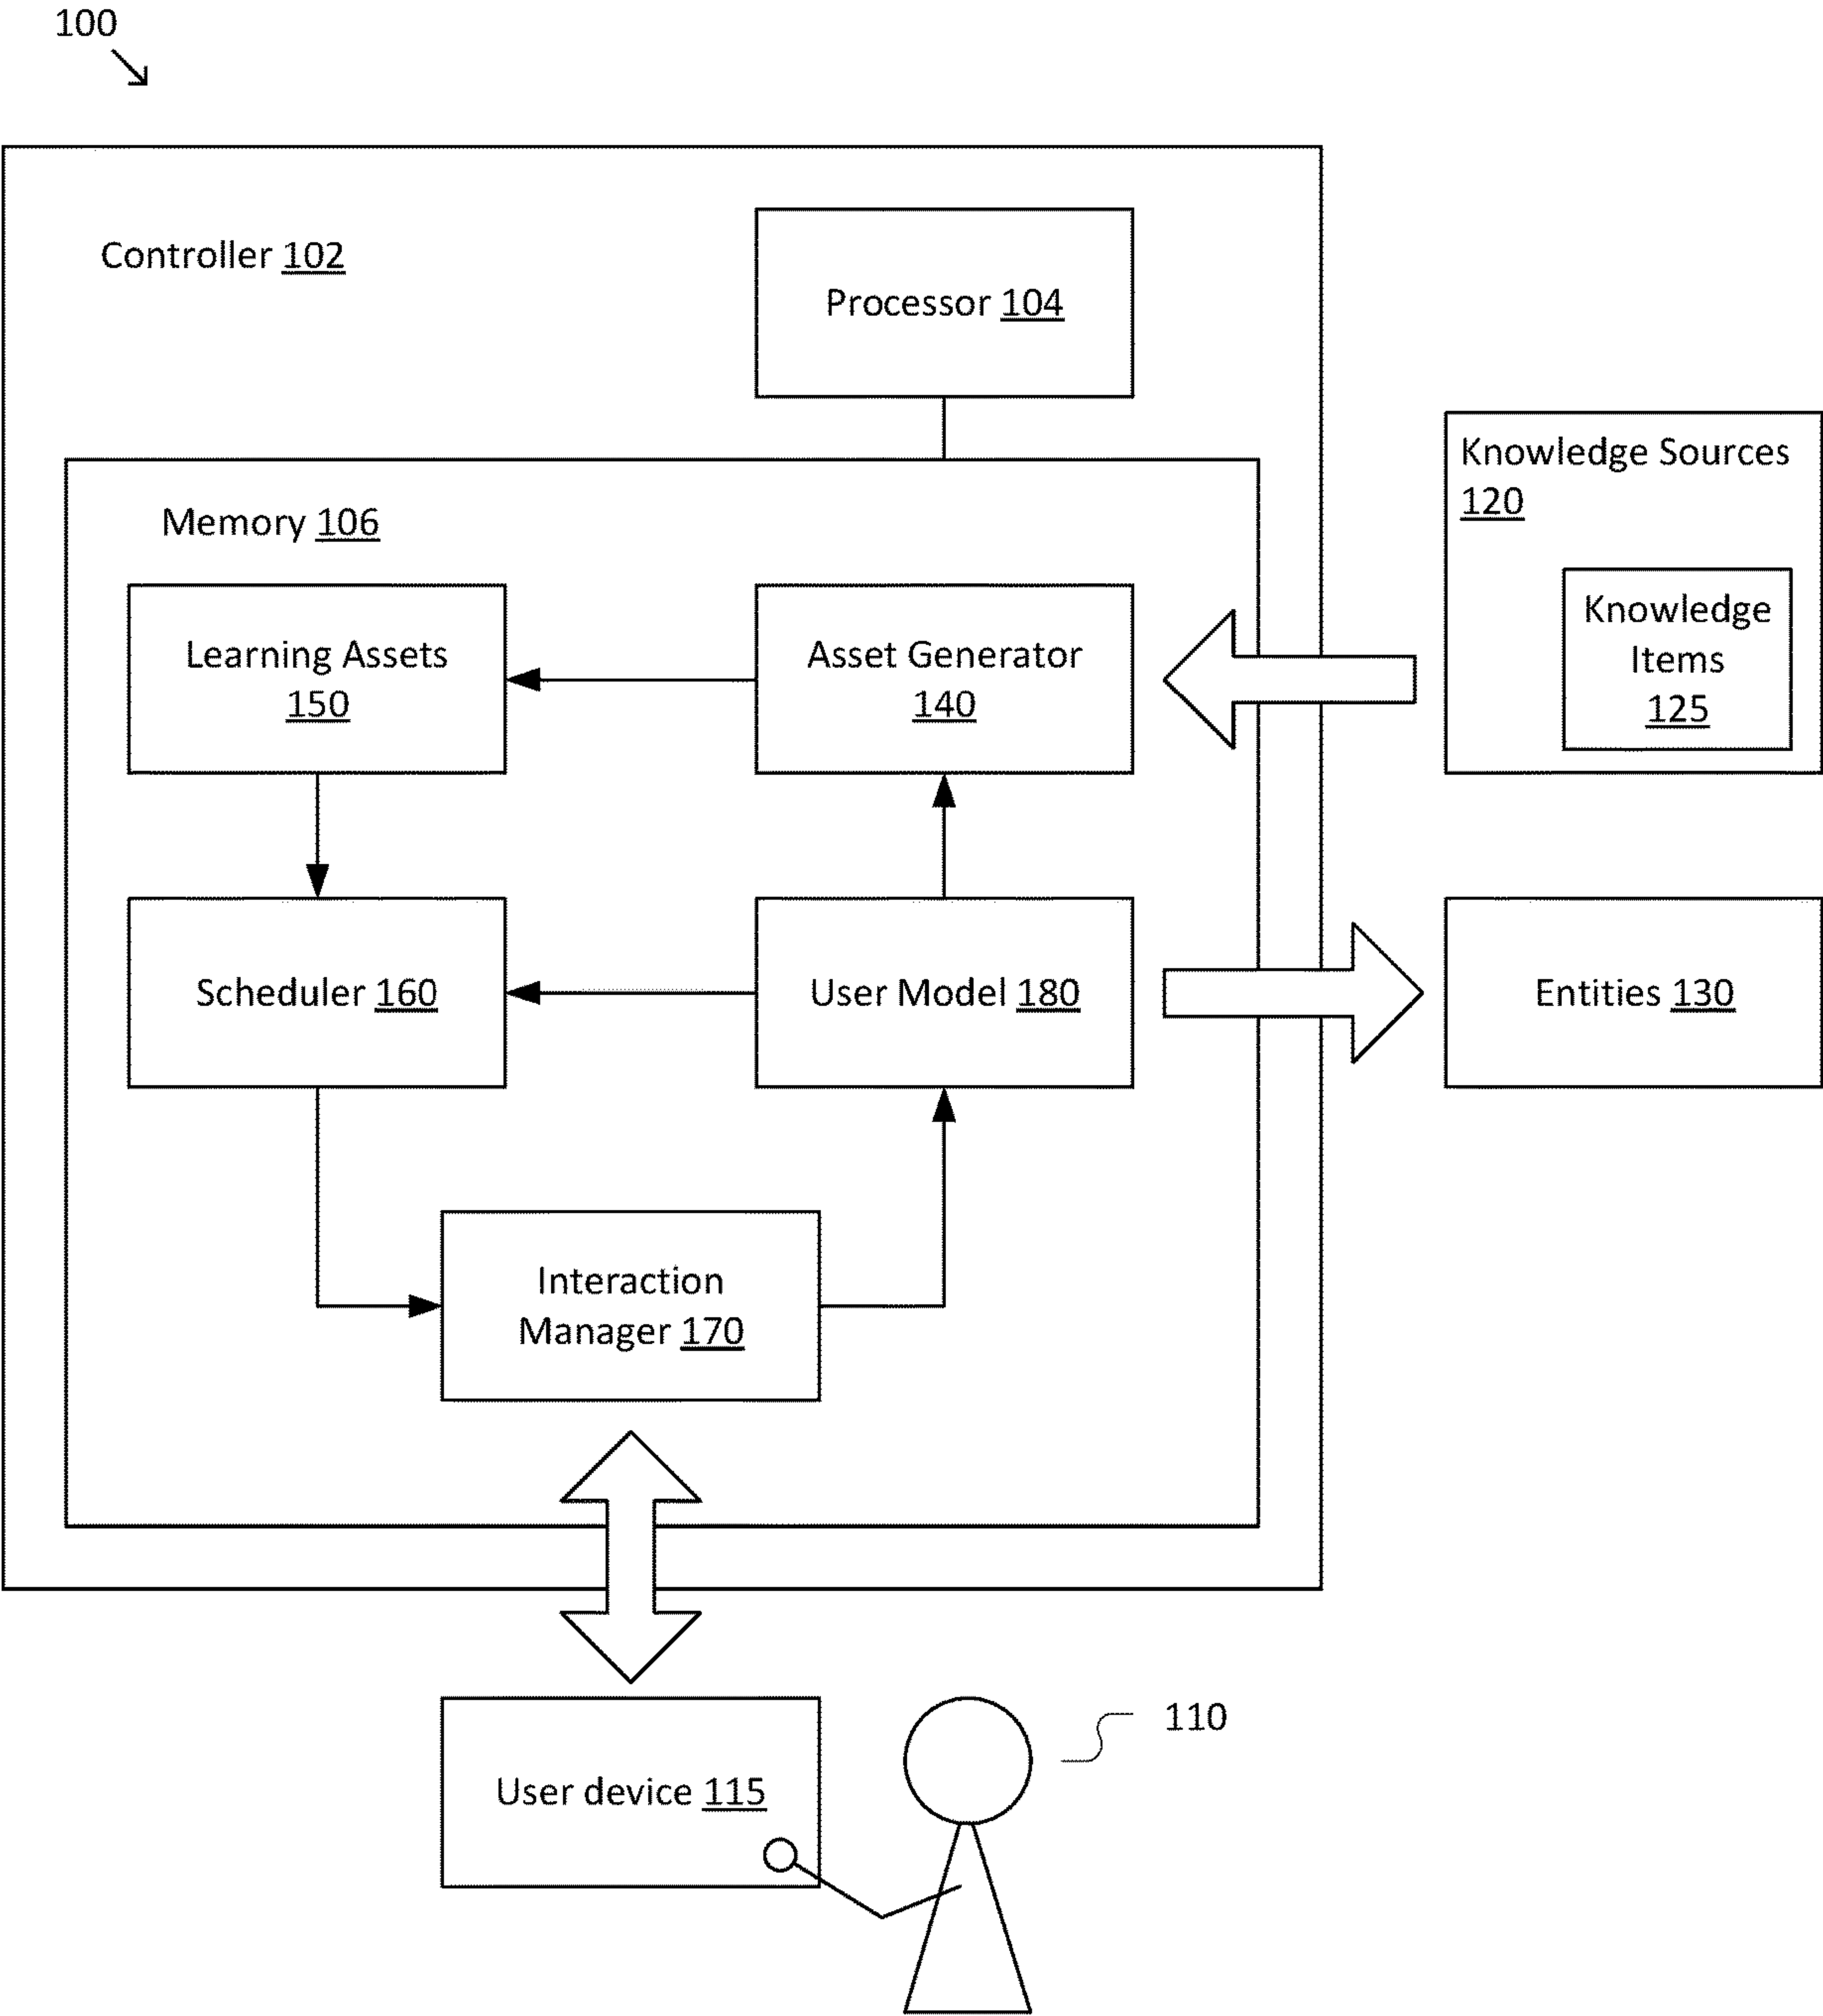 100
Controller 102
Processor 104
Knowledge Sources
120
Memory 106
Knowledge
Items
125
Learning Assets
150
Asset Generator
140
Scheduler 160
User Model 180
Entities 130
Interaction
Manager 170
110
User device 115